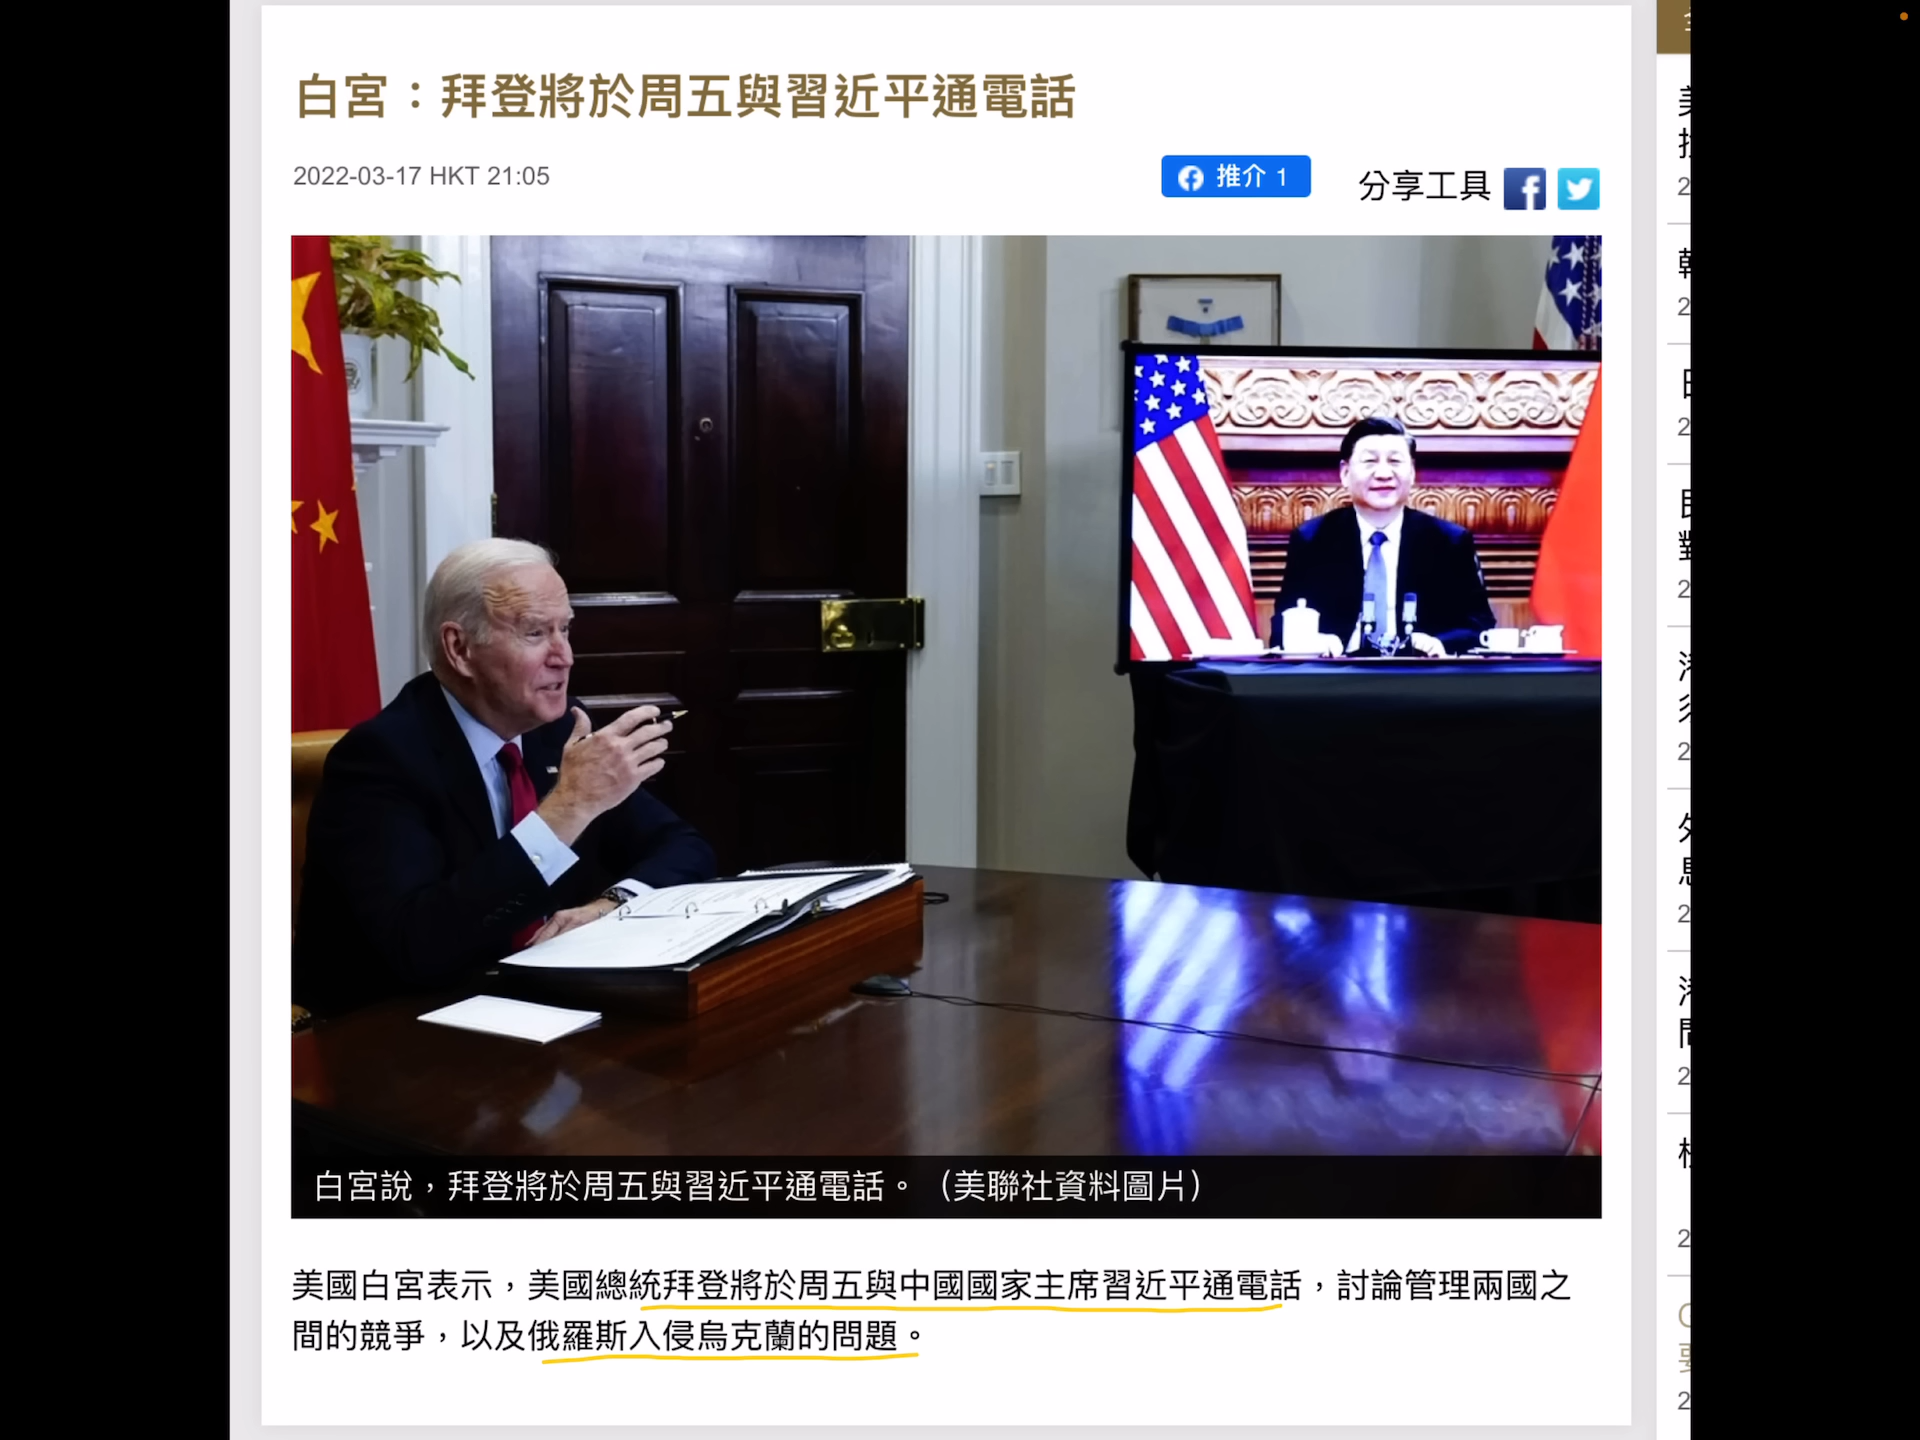 白宮：拜登將於周五與習近平通電話
2022-03-17 HKT 21:05
推介 1
分享工具
白宮說，拜登將於周五與習近平通電話。（美聯社資料圖片）
美國白宮表示，美國總統拜登將於周五與中國國家主席習近平通電話，討論管理兩國之
間的競爭，以及俄羅斯入侵烏克蘭的問題。